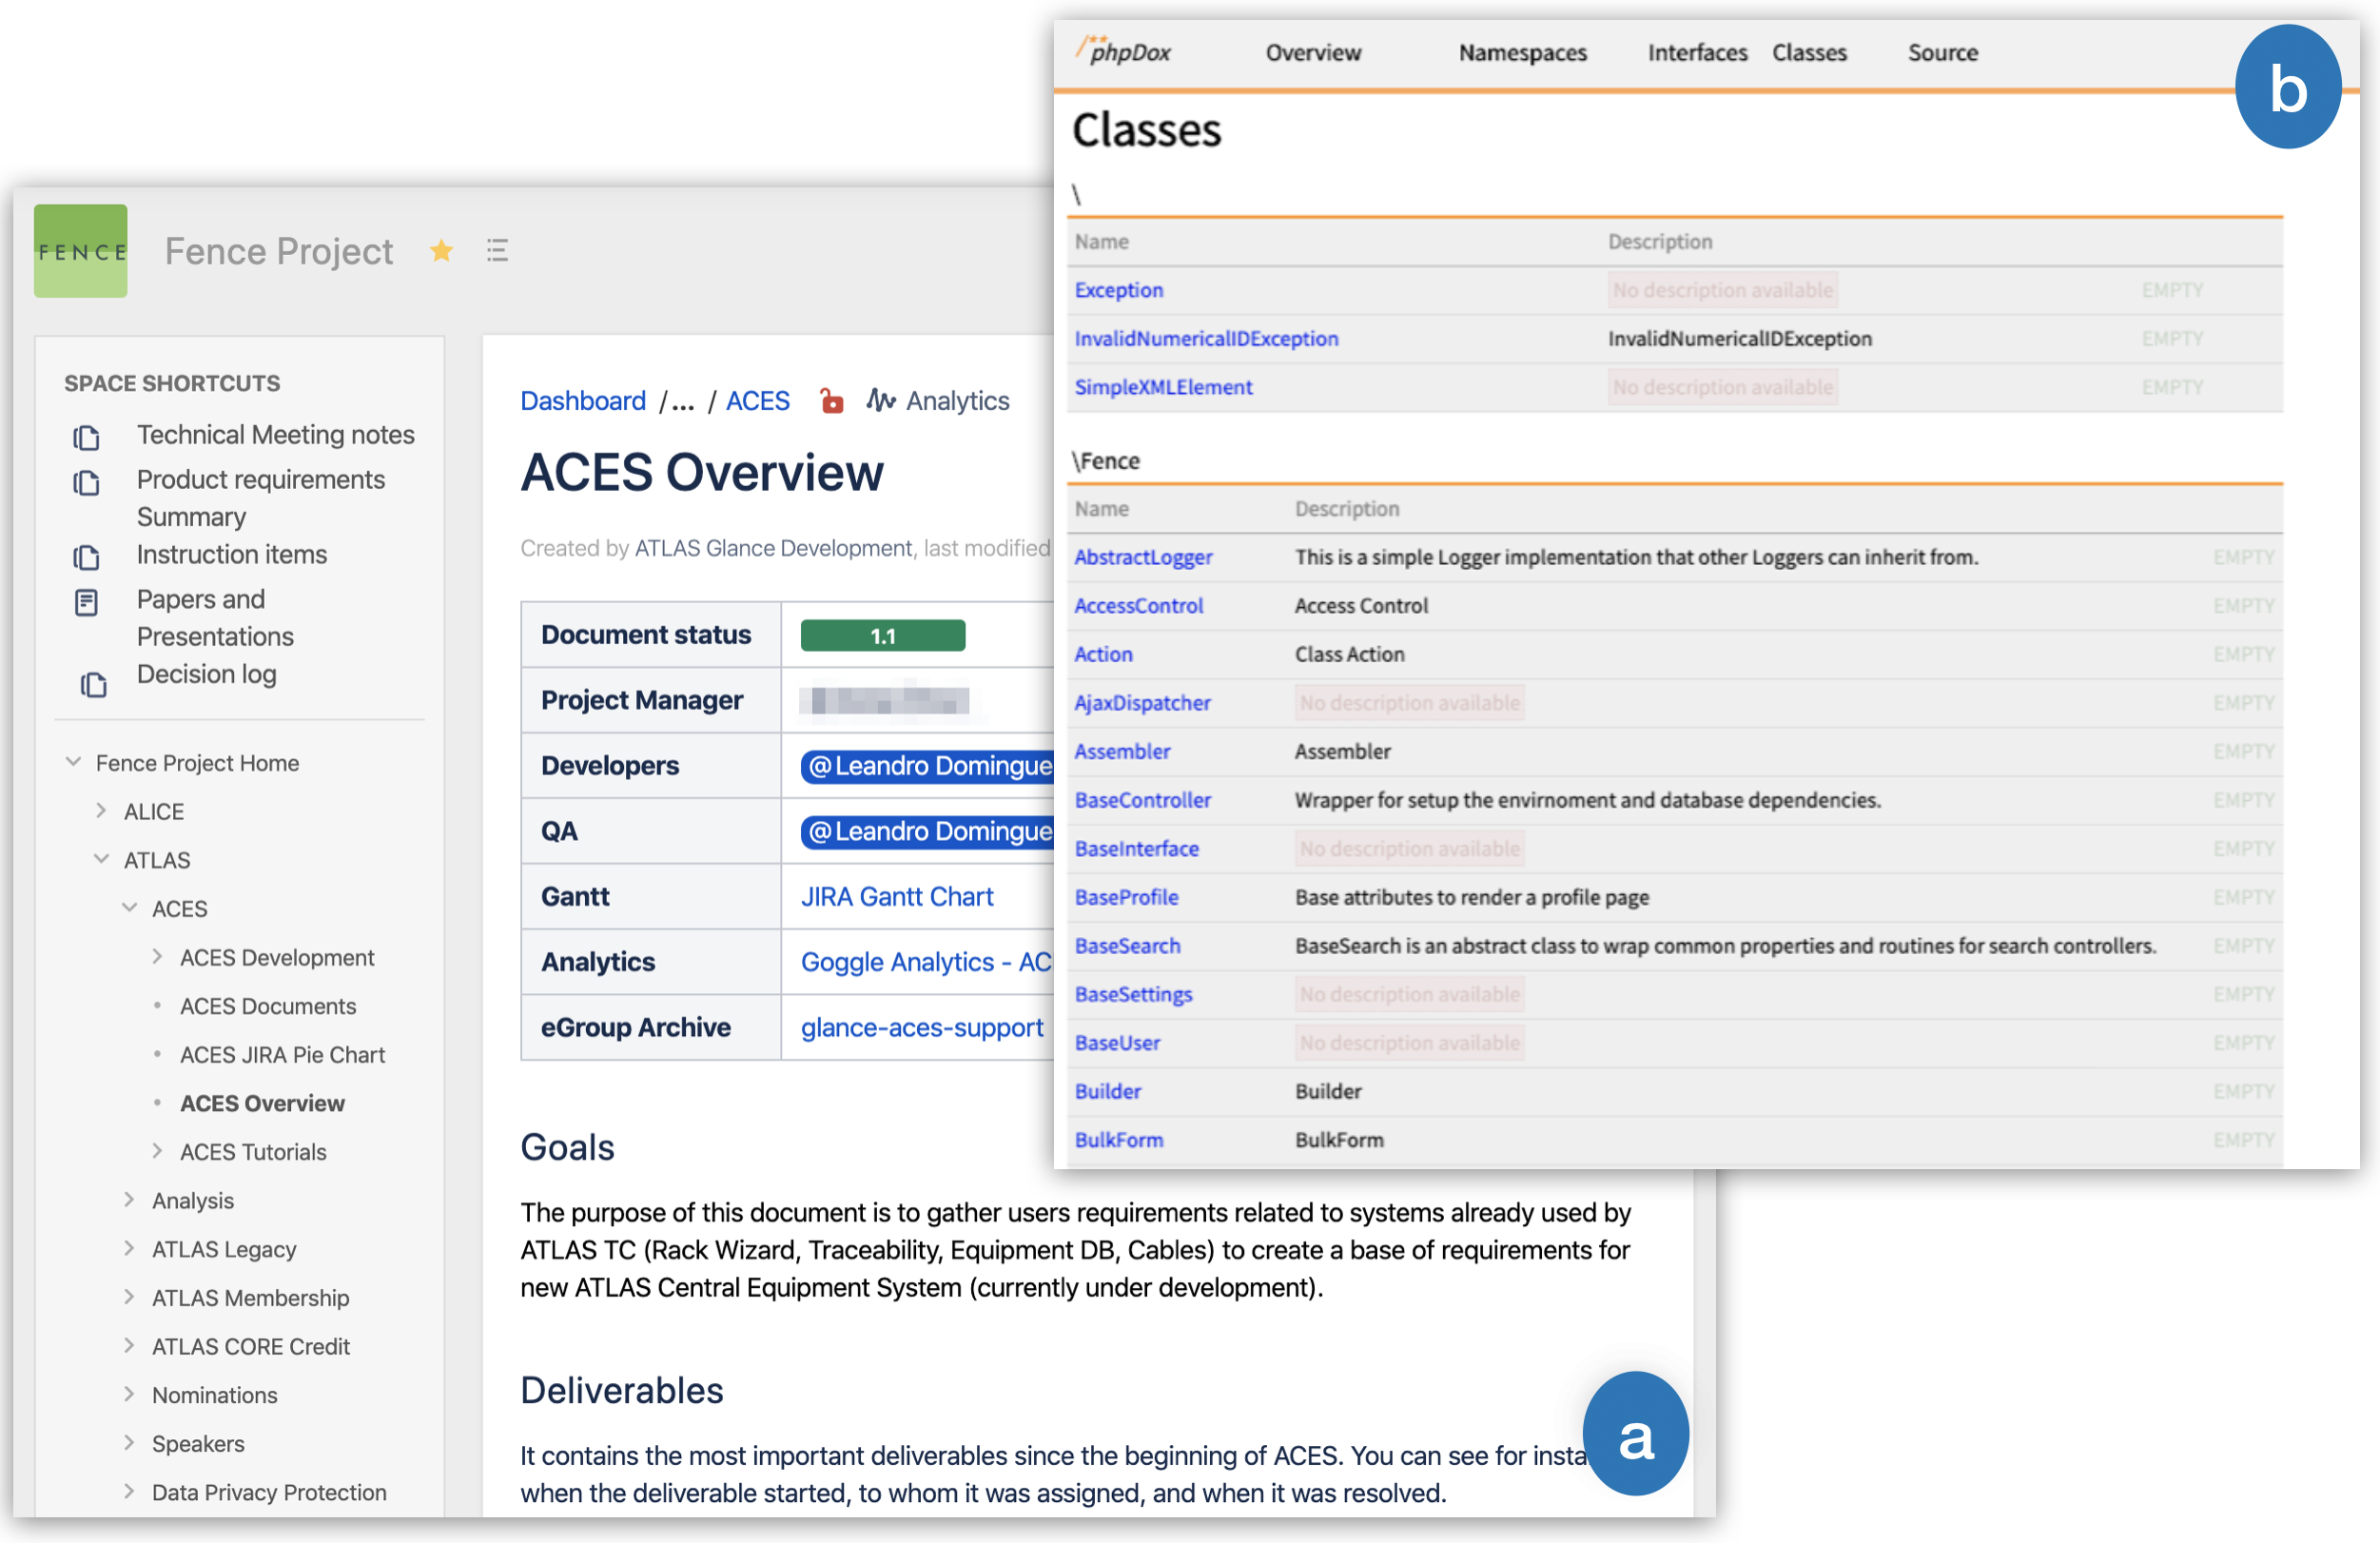 FENCE
Fence Project
SPACE SHORTCUTS
Technical Meeting notes
Product requirements
Summary
Instruction items
Papers and
Presentations
Decision log
Fence Project Home
ALICE
ATLAS
ACES
ACES Development
ACES Documents
ACES JIRA Pie Chart
ACES Overview
ACES Tutorials
Analysis
ATLAS Legacy
ATLAS Membership
ATLAS CORE Credit
Nominations
Speakers
Data Privacy Protection
Dashboard /... / ACES Analytics
ACES Overview
Created by ATLAS Glance Development, last modified
Document status 1.1
Project Manager
Developers @Leandro Domingue
QA @Leandro Domingue
Gantt JIRA Gantt Chart
Analytics Goggle Analytics - AC
eGroup Archive glance-aces-support
Goals
The purpose of this document is to gather users requirements related to systems already used by
ATLAS TC (Rack Wizard, Traceability, Equipment DB, Cables) to create a base of requirements for
new ATLAS Central Equipment System (currently under development).
Deliverables
It contains the most important deliverables since the beginning of ACES. You can see for insta
when the deliverable started, to whom it was assigned, and when it was resolved.
a
/**phpDox Overview Namespaces Interfaces Classes Source
b
Classes
\
Name Description
Exception No description available EMPTY
InvalidNumericalIDException InvalidNumericalIDException EMPTY
SimpleXMLElement No description available EMPTY
\Fence
Name Description
AbstractLogger This is a simple Logger implementation that other Loggers can inherit from. EMPTY
AccessControl Access Control EMPTY
Action Class Action EMPTY
AjaxDispatcher No description available EMPTY
Assembler Assembler EMPTY
BaseController Wrapper for setup the envirnoment and database dependencies. EMPTY
BaseInterface No description available EMPTY
BaseProfile Base attributes to render a profile page EMPTY
BaseSearch BaseSearch is an abstract class to wrap common properties and routines for search controllers. EMPTY
BaseSettings No description available EMPTY
BaseUser No description available EMPTY
Builder Builder EMPTY
BulkForm BulkForm EMPTY